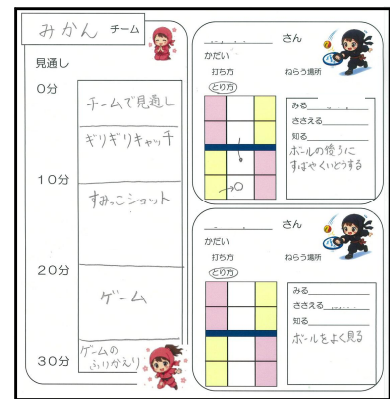 みかん チーム
見通し
0分
チームで見通し
ギリギリキャッチ
10分
すみっこショット
20分
ゲーム
ゲームの
ふりかえり
30分
さん
かだい
打ち方 ねらう場所
とり方
みる
ささえる
知る
ボールの後ろに
すばやくいどうする
さん
かだい
打ち方 ねらう場所
とり方
みる
ささえる
知る
ボールをよく見る